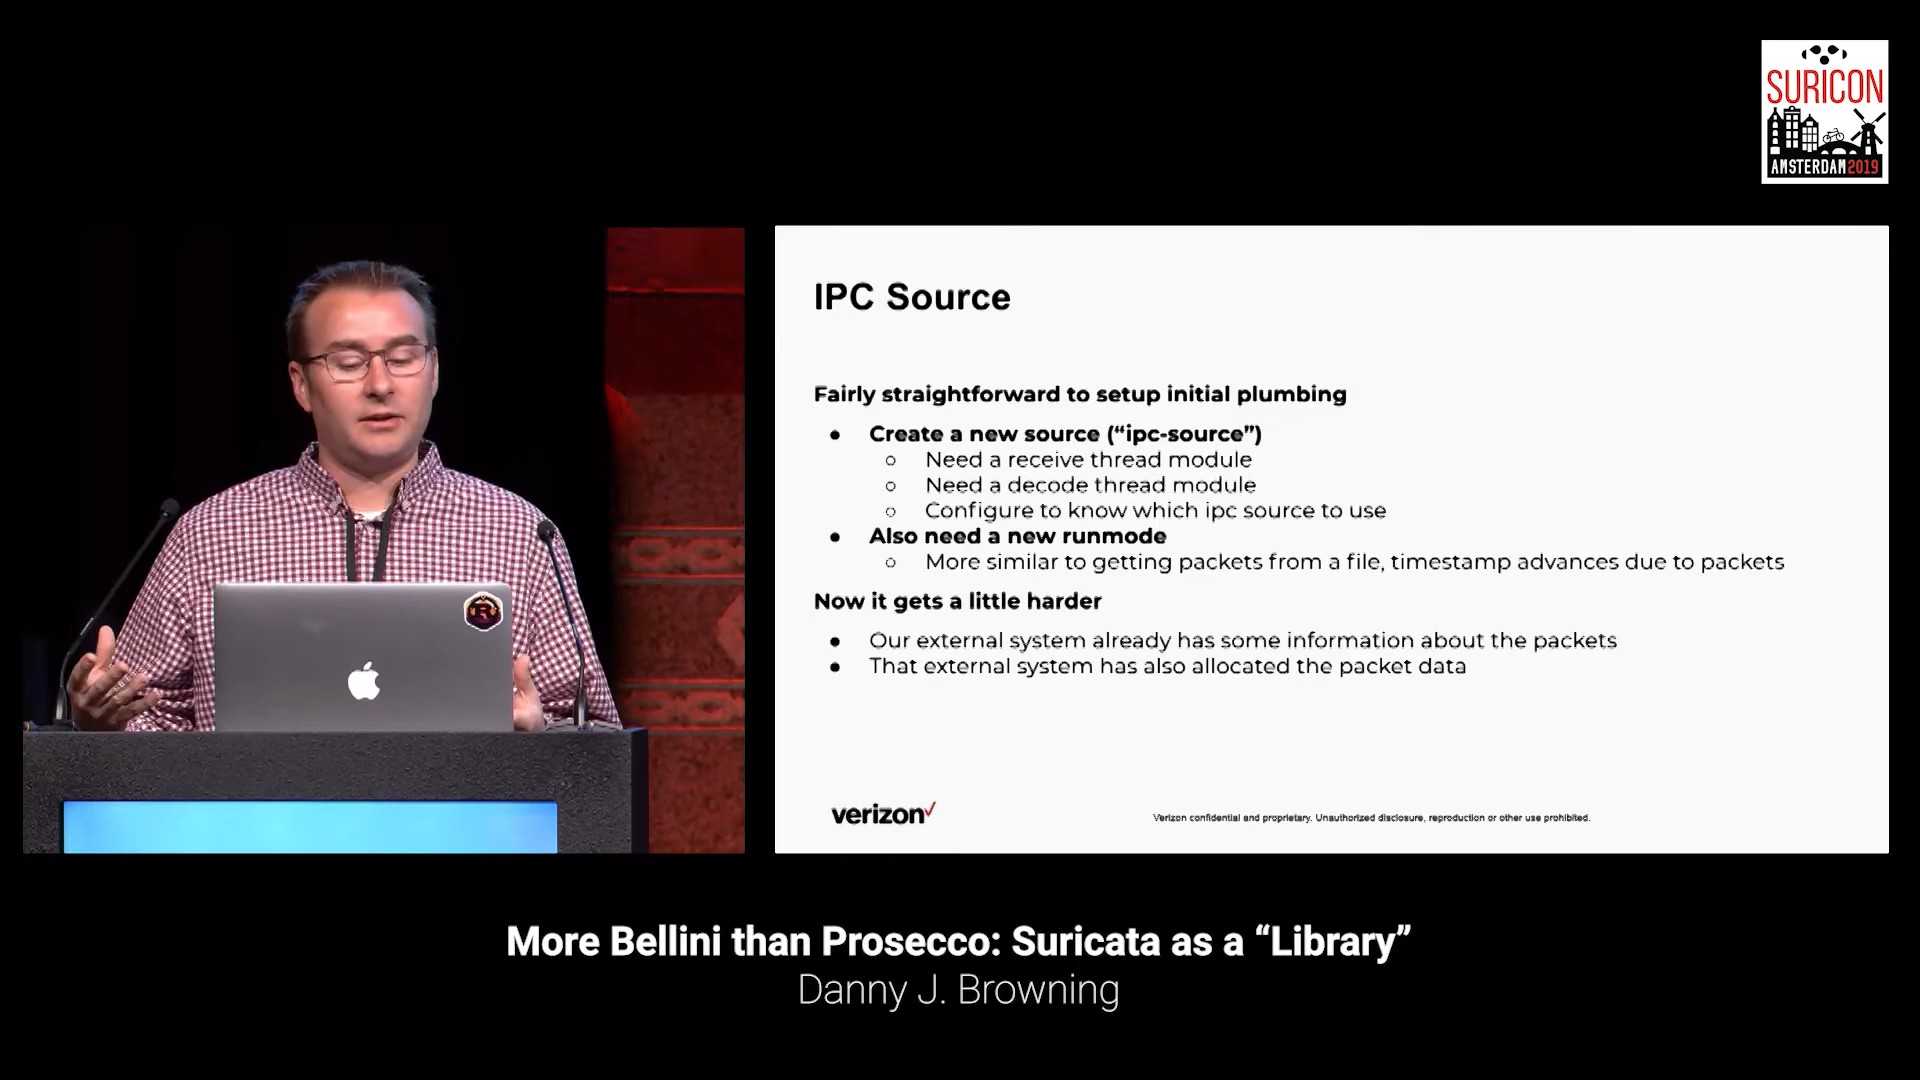 SURICON
AMSTERDAM2019
IPC Source
Fairly straightforward to setup initial plumbing
● Create a new source (“ipc-source”)
○ Need a receive thread module
○ Need a decode thread module
○ Configure to know which ipc source to use
● Also need a new runmode
○ More similar to getting packets from a file, timestamp advances due to packets
Now it gets a little harder
● Our external system already has some information about the packets
● That external system has also allocated the packet data
verizon✓
Verizon confidential and proprietary. Unauthorized disclosure, reproduction or other use prohibited.
More Bellini than Prosecco: Suricata as a “Library”
Danny J. Browning